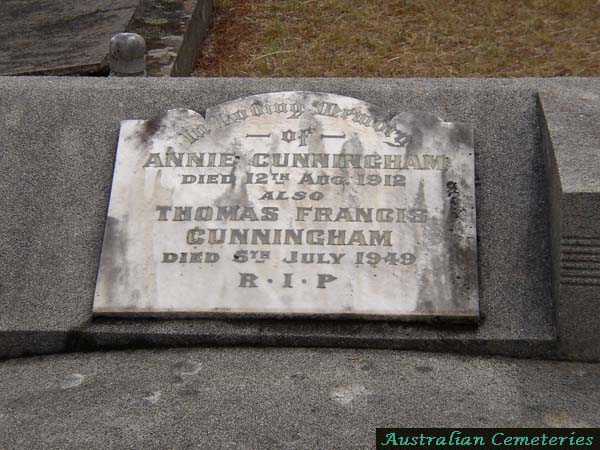 In Loving Memory
— of —
ANNIE CUNNINGHAM
DIED 12TH AUG. 1912
ALSO
THOMAS FRANCIS
CUNNINGHAM
DIED 5TH JULY 1949
R·I·P
Australian Cemeteries